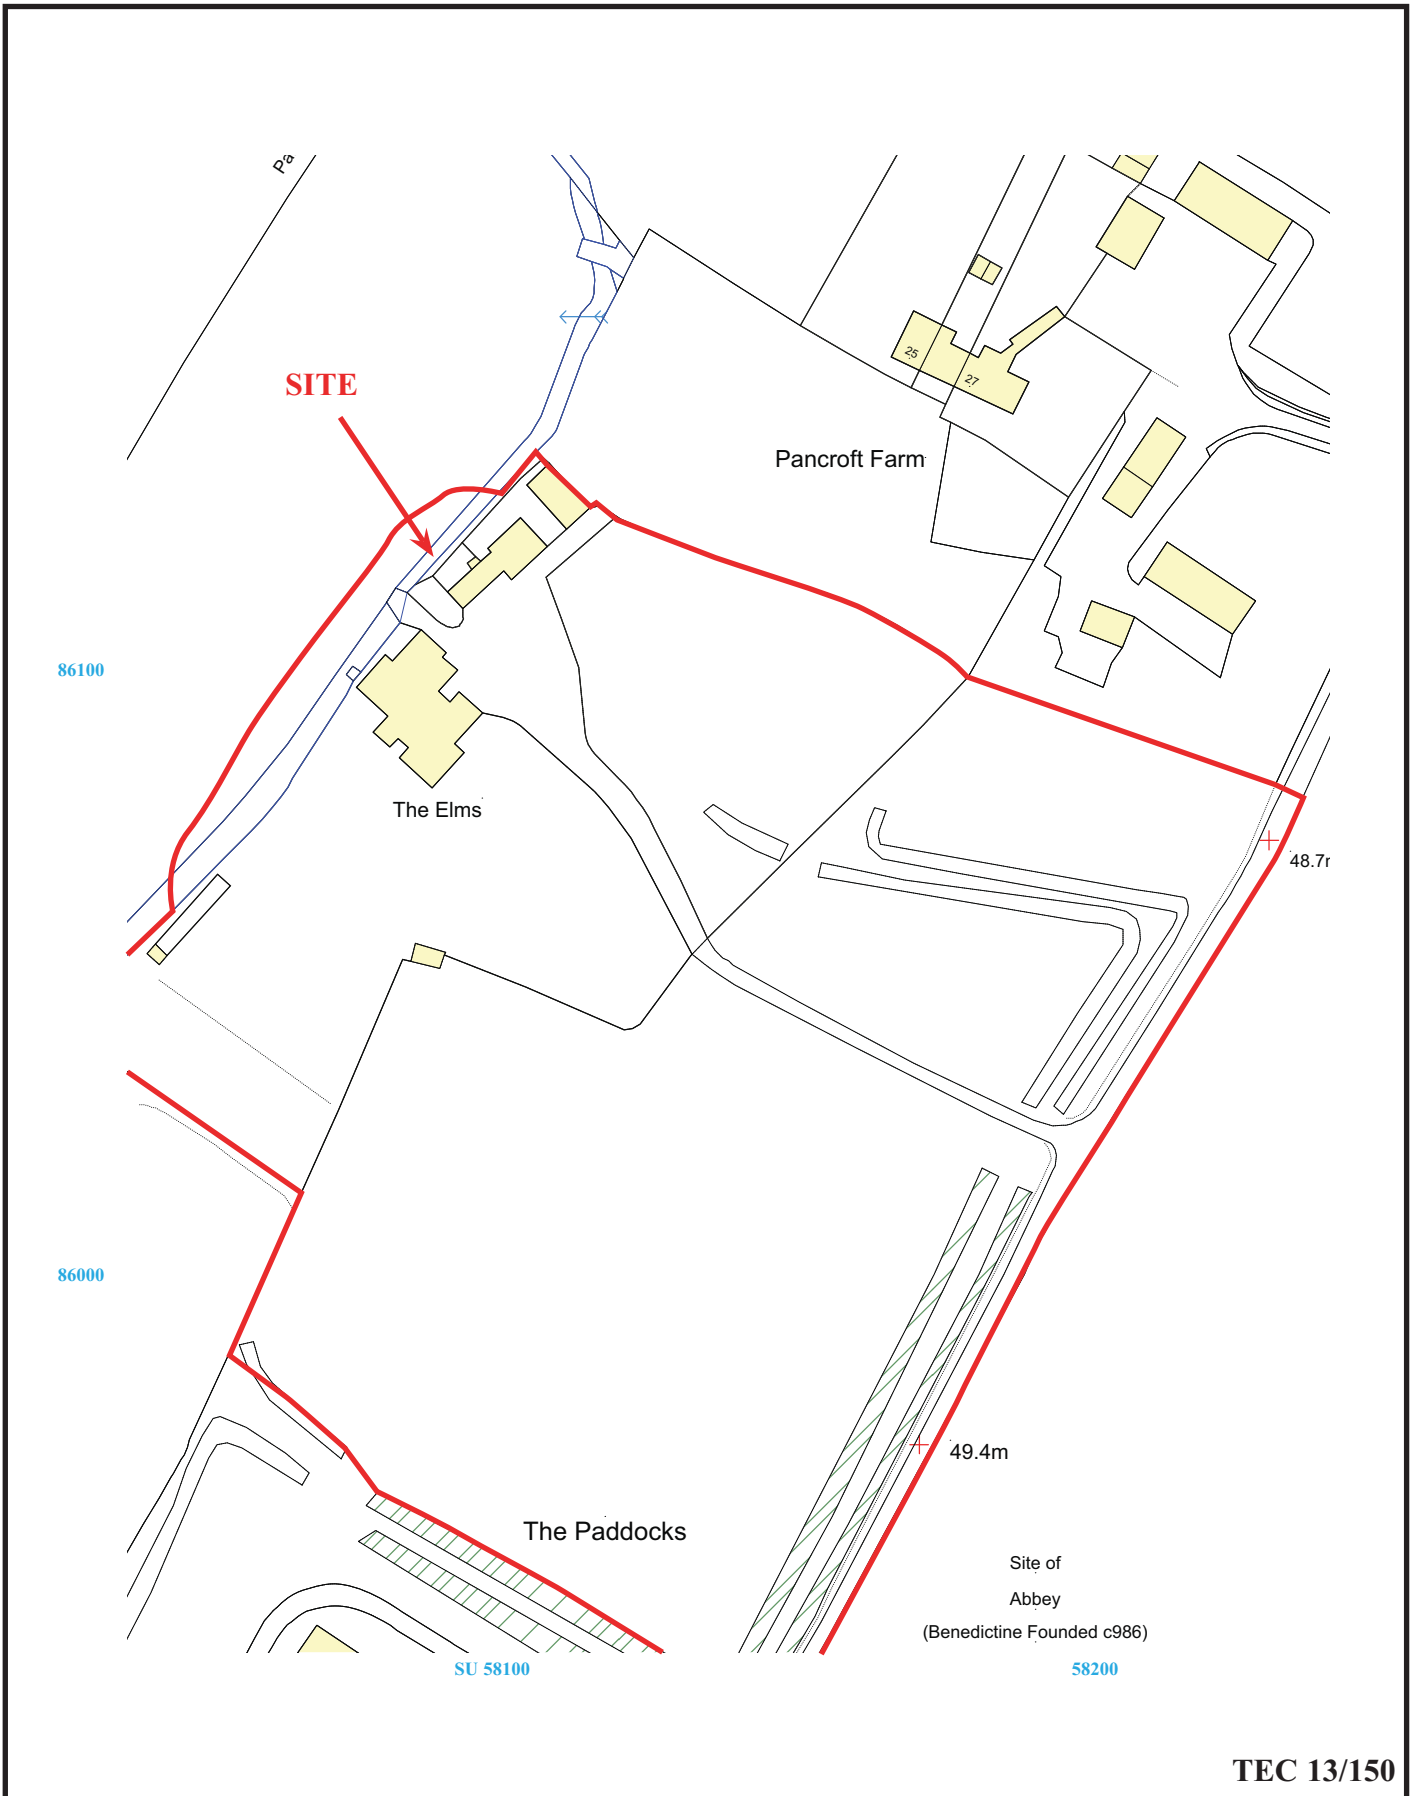 Pa
SITE
25
27
Pancroft Farm
86100
The Elms
48.7
86000
49.4m
The Paddocks
Site of
Abbey
(Benedictine Founded c986)
SU 58100
58200
TEC 13/150